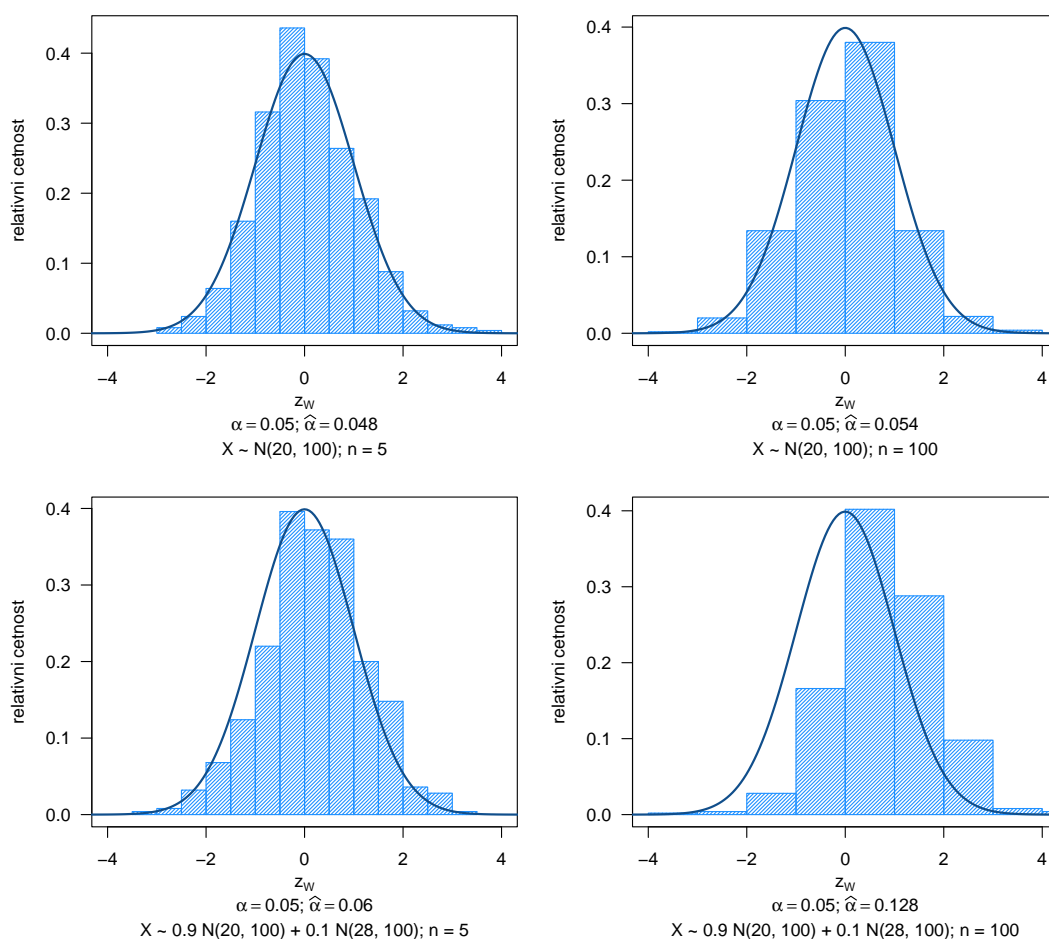 relativni cetnost
0.4
0.3
0.2
0.1
0.0
−4 −2 0 2 4
z_W
α = 0.05; α̂ = 0.048
X ~ N(20, 100); n = 5
relativni cetnost
0.4
0.3
0.2
0.1
0.0
−4 −2 0 2 4
z_W
α = 0.05; α̂ = 0.054
X ~ N(20, 100); n = 100
relativni cetnost
0.4
0.3
0.2
0.1
0.0
−4 −2 0 2 4
z_W
α = 0.05; α̂ = 0.06
X ~ 0.9 N(20, 100) + 0.1 N(28, 100); n = 5
relativni cetnost
0.4
0.3
0.2
0.1
0.0
−4 −2 0 2 4
z_W
α = 0.05; α̂ = 0.128
X ~ 0.9 N(20, 100) + 0.1 N(28, 100); n = 100